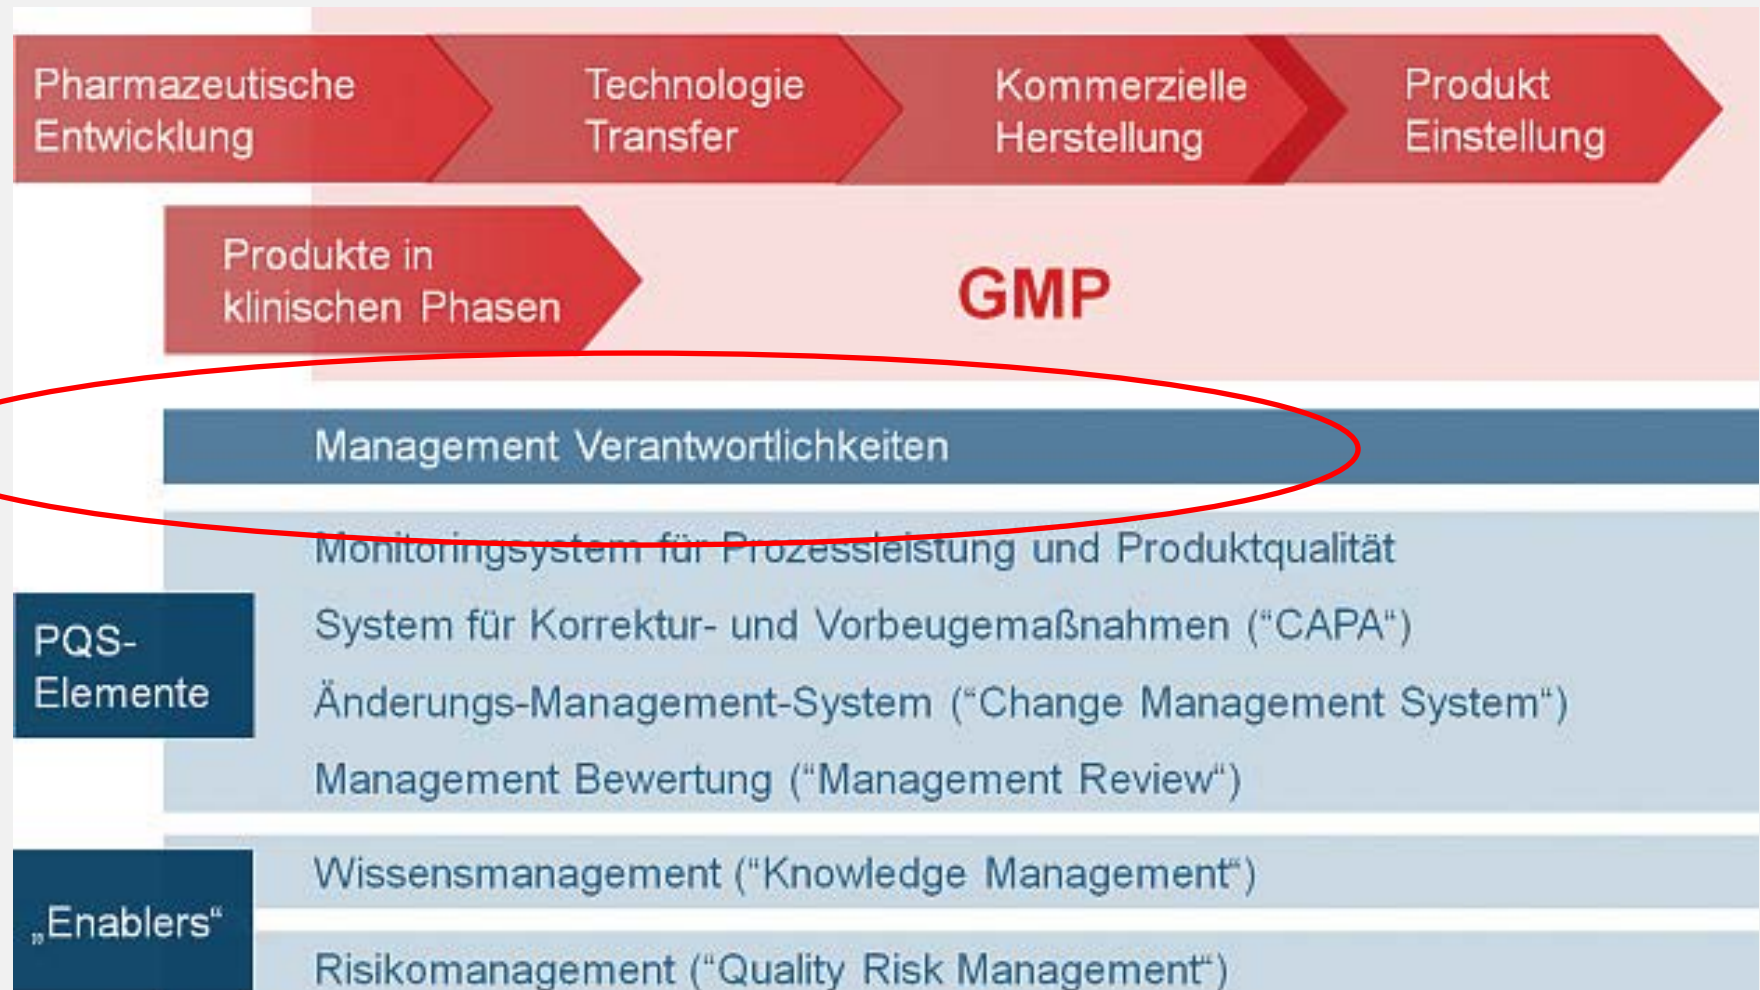 Pharmazeutische
Entwicklung
Technologie
Transfer
Kommerzielle
Herstellung
Produkt
Einstellung
Produkte in
klinischen Phasen
GMP
Management Verantwortlichkeiten
Monitoringsystem für Prozessleistung und Produktqualität
PQS-
Elemente
System für Korrektur- und Vorbeugemaßnahmen (“CAPA“)
Änderungs-Management-System (“Change Management System“)
Management Bewertung (“Management Review“)
„Enablers“
Wissensmanagement (“Knowledge Management“)
Risikomanagement (“Quality Risk Management“)